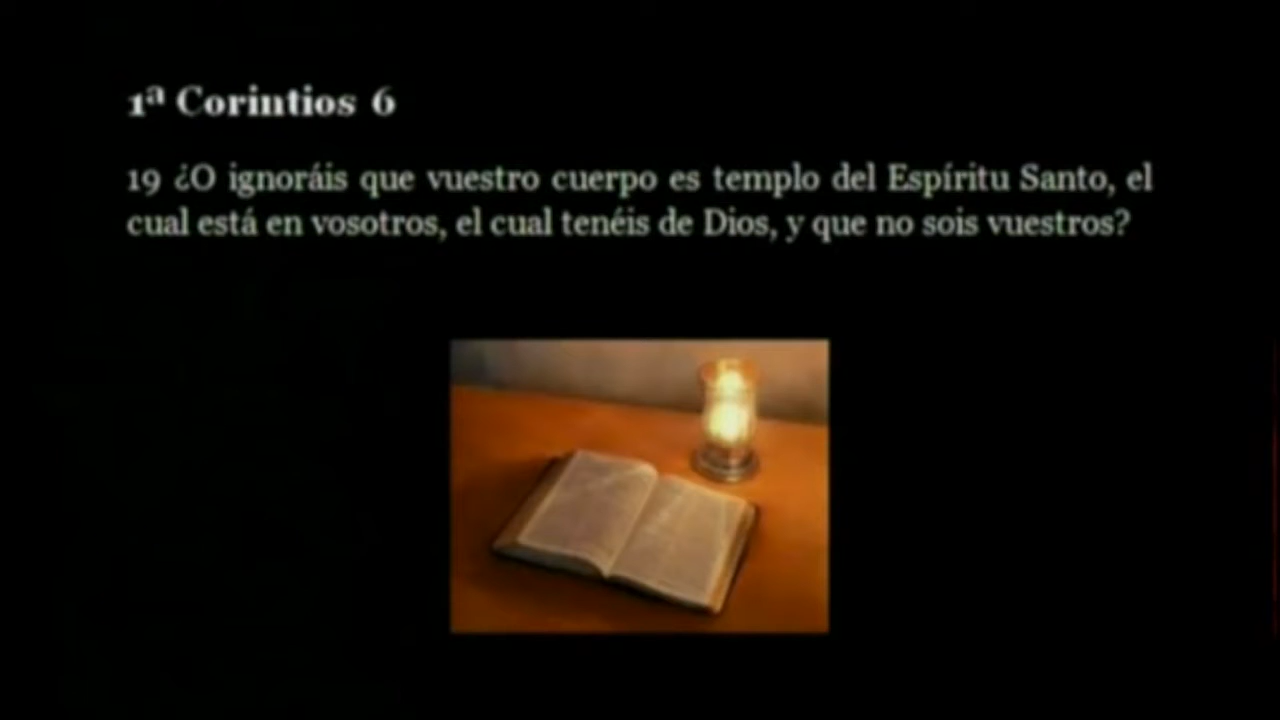 1ª Corintios 6
19 ¿O ignoráis que vuestro cuerpo es templo del Espíritu Santo, el
cual está en vosotros, el cual tenéis de Dios, y que no sois vuestros?